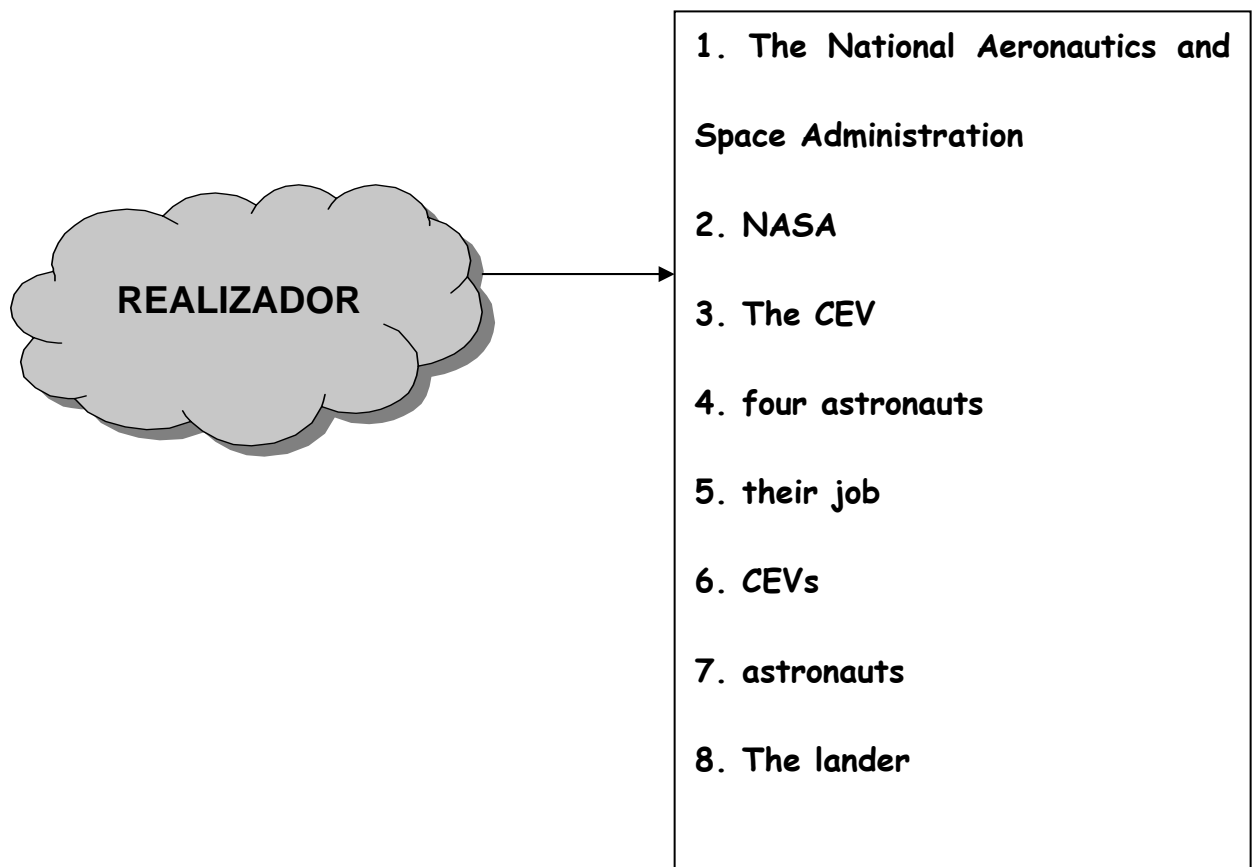 1. The National Aeronautics and
Space Administration
2. NASA
REALIZADOR
3. The CEV
4. four astronauts
5. their job
6. CEVs
7. astronauts
8. The lander